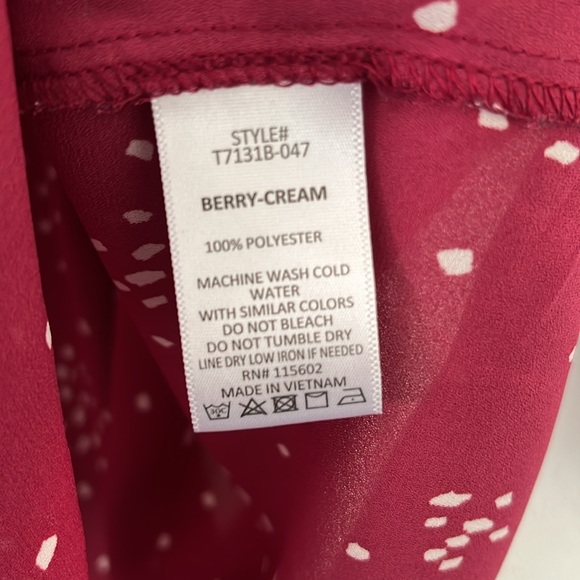 STYLE#
T7131B-047
BERRY-CREAM
100% POLYESTER
MACHINE WASH COLD
WATER
WITH SIMILAR COLORS
DO NOT BLEACH
DO NOT TUMBLE DRY
LINE DRY LOW IRON IF NEEDED
RN# 115602
MADE IN VIETNAM
30C